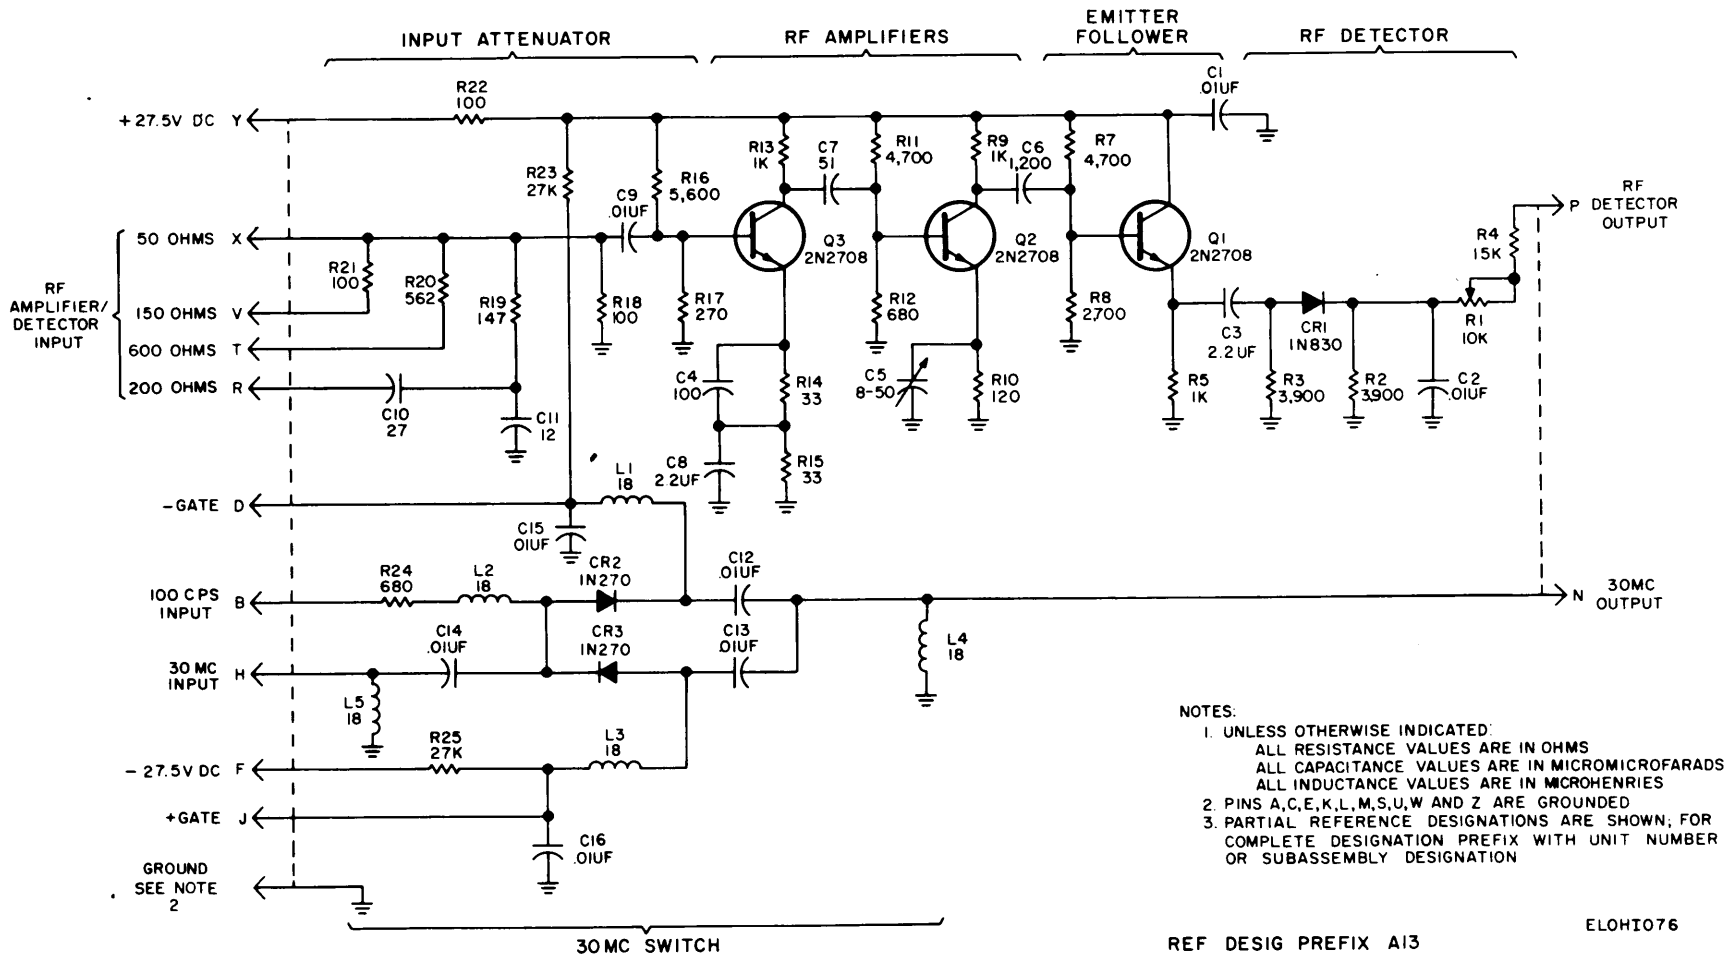 INPUT ATTENUATOR
RF AMPLIFIERS
EMITTER
FOLLOWER
RF DETECTOR
+27.5V DC Y
R22
100
C1
.01UF
R23
27K
R16
5,600
C9
.01UF
R13
1K
C7
51
R11
4,700
R9
1K
C6
1,200
R7
4,700
Q3
2N2708
Q2
2N2708
Q1
2N2708
P
RF
DETECTOR
OUTPUT
R4
15K
RF
AMPLIFIER/
DETECTOR
INPUT
50 OHMS X
150 OHMS V
600 OHMS T
200 OHMS R
R21
100
R20
562
R19
147
R18
100
R17
270
R12
680
R8
2,700
C3
2.2UF
CR1
1N830
R1
10K
C10
27
C11
12
C4
100
R14
33
C5
8-50
R10
120
R5
1K
R3
3,900
R2
3,900
C2
.01UF
C8
2.2UF
R15
33
-GATE D
L1
18
C15
.01UF
100 CPS
INPUT B
R24
680
L2
18
CR2
1N270
C12
.01UF
N
30MC
OUTPUT
30 MC
INPUT H
C14
.01UF
CR3
1N270
C13
.01UF
L4
18
L5
18
-27.5V DC F
R25
27K
L3
18
+GATE J
C16
.01UF
GROUND
SEE NOTE
2
30MC SWITCH
NOTES:
1. UNLESS OTHERWISE INDICATED:
ALL RESISTANCE VALUES ARE IN OHMS
ALL CAPACITANCE VALUES ARE IN MICROMICROFARADS
ALL INDUCTANCE VALUES ARE IN MICROHENRIES
2. PINS A,C,E,K,L,M,S,U,W AND Z ARE GROUNDED
3. PARTIAL REFERENCE DESIGNATIONS ARE SHOWN; FOR
COMPLETE DESIGNATION PREFIX WITH UNIT NUMBER
OR SUBASSEMBLY DESIGNATION
REF DESIG PREFIX A13
ELOHI076